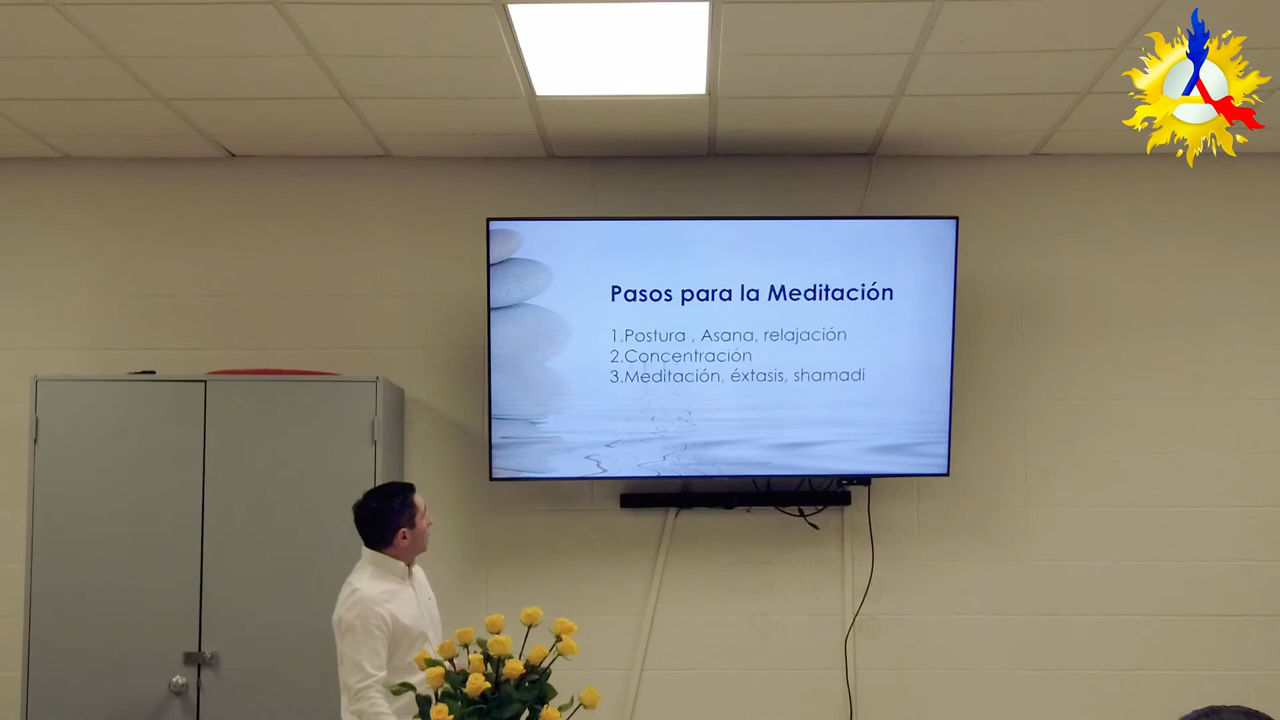 Pasos para la Meditación
1.Postura , Asana, relajación
2.Concentración
3.Meditación, éxtasis, shamadi